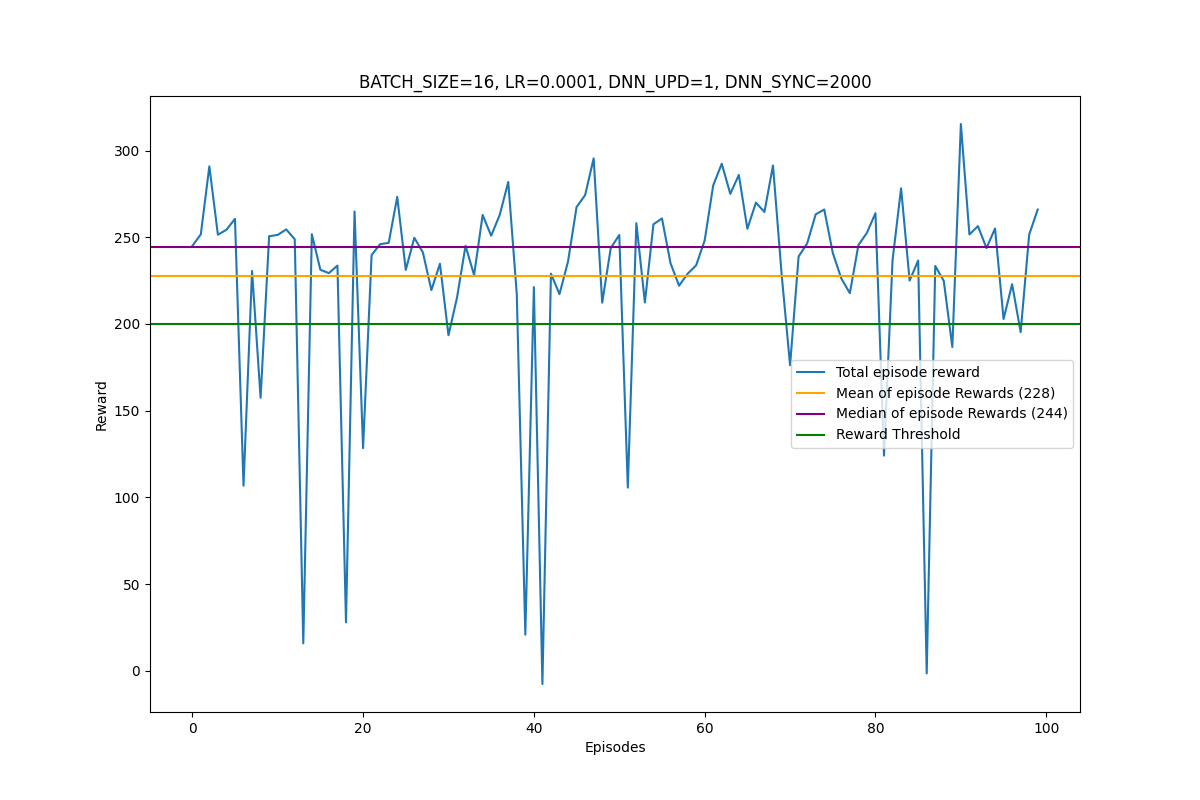 BATCH_SIZE=16, LR=0.0001, DNN_UPD=1, DNN_SYNC=2000
300
250
200
150
100
50
0
Reward
Total episode reward
Mean of episode Rewards (228)
Median of episode Rewards (244)
Reward Threshold
0 20 40 60 80 100
Episodes